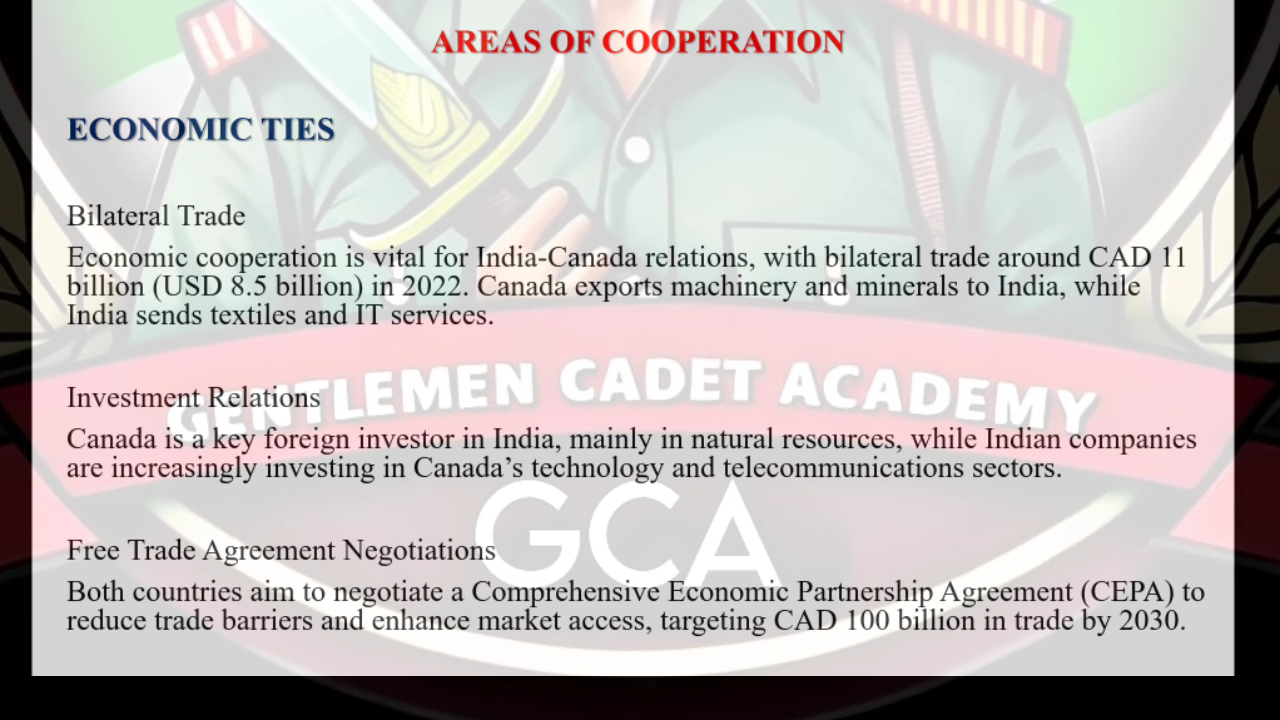 AREAS OF COOPERATION
ECONOMIC TIES
Bilateral Trade
Economic cooperation is vital for India-Canada relations, with bilateral trade around CAD 11
billion (USD 8.5 billion) in 2022. Canada exports machinery and minerals to India, while
India sends textiles and IT services.
GENTLEMEN CADET ACADEMY
Investment Relations
Canada is a key foreign investor in India, mainly in natural resources, while Indian companies
are increasingly investing in Canada’s technology and telecommunications sectors.
GCA
Free Trade Agreement Negotiations
Both countries aim to negotiate a Comprehensive Economic Partnership Agreement (CEPA) to
reduce trade barriers and enhance market access, targeting CAD 100 billion in trade by 2030.